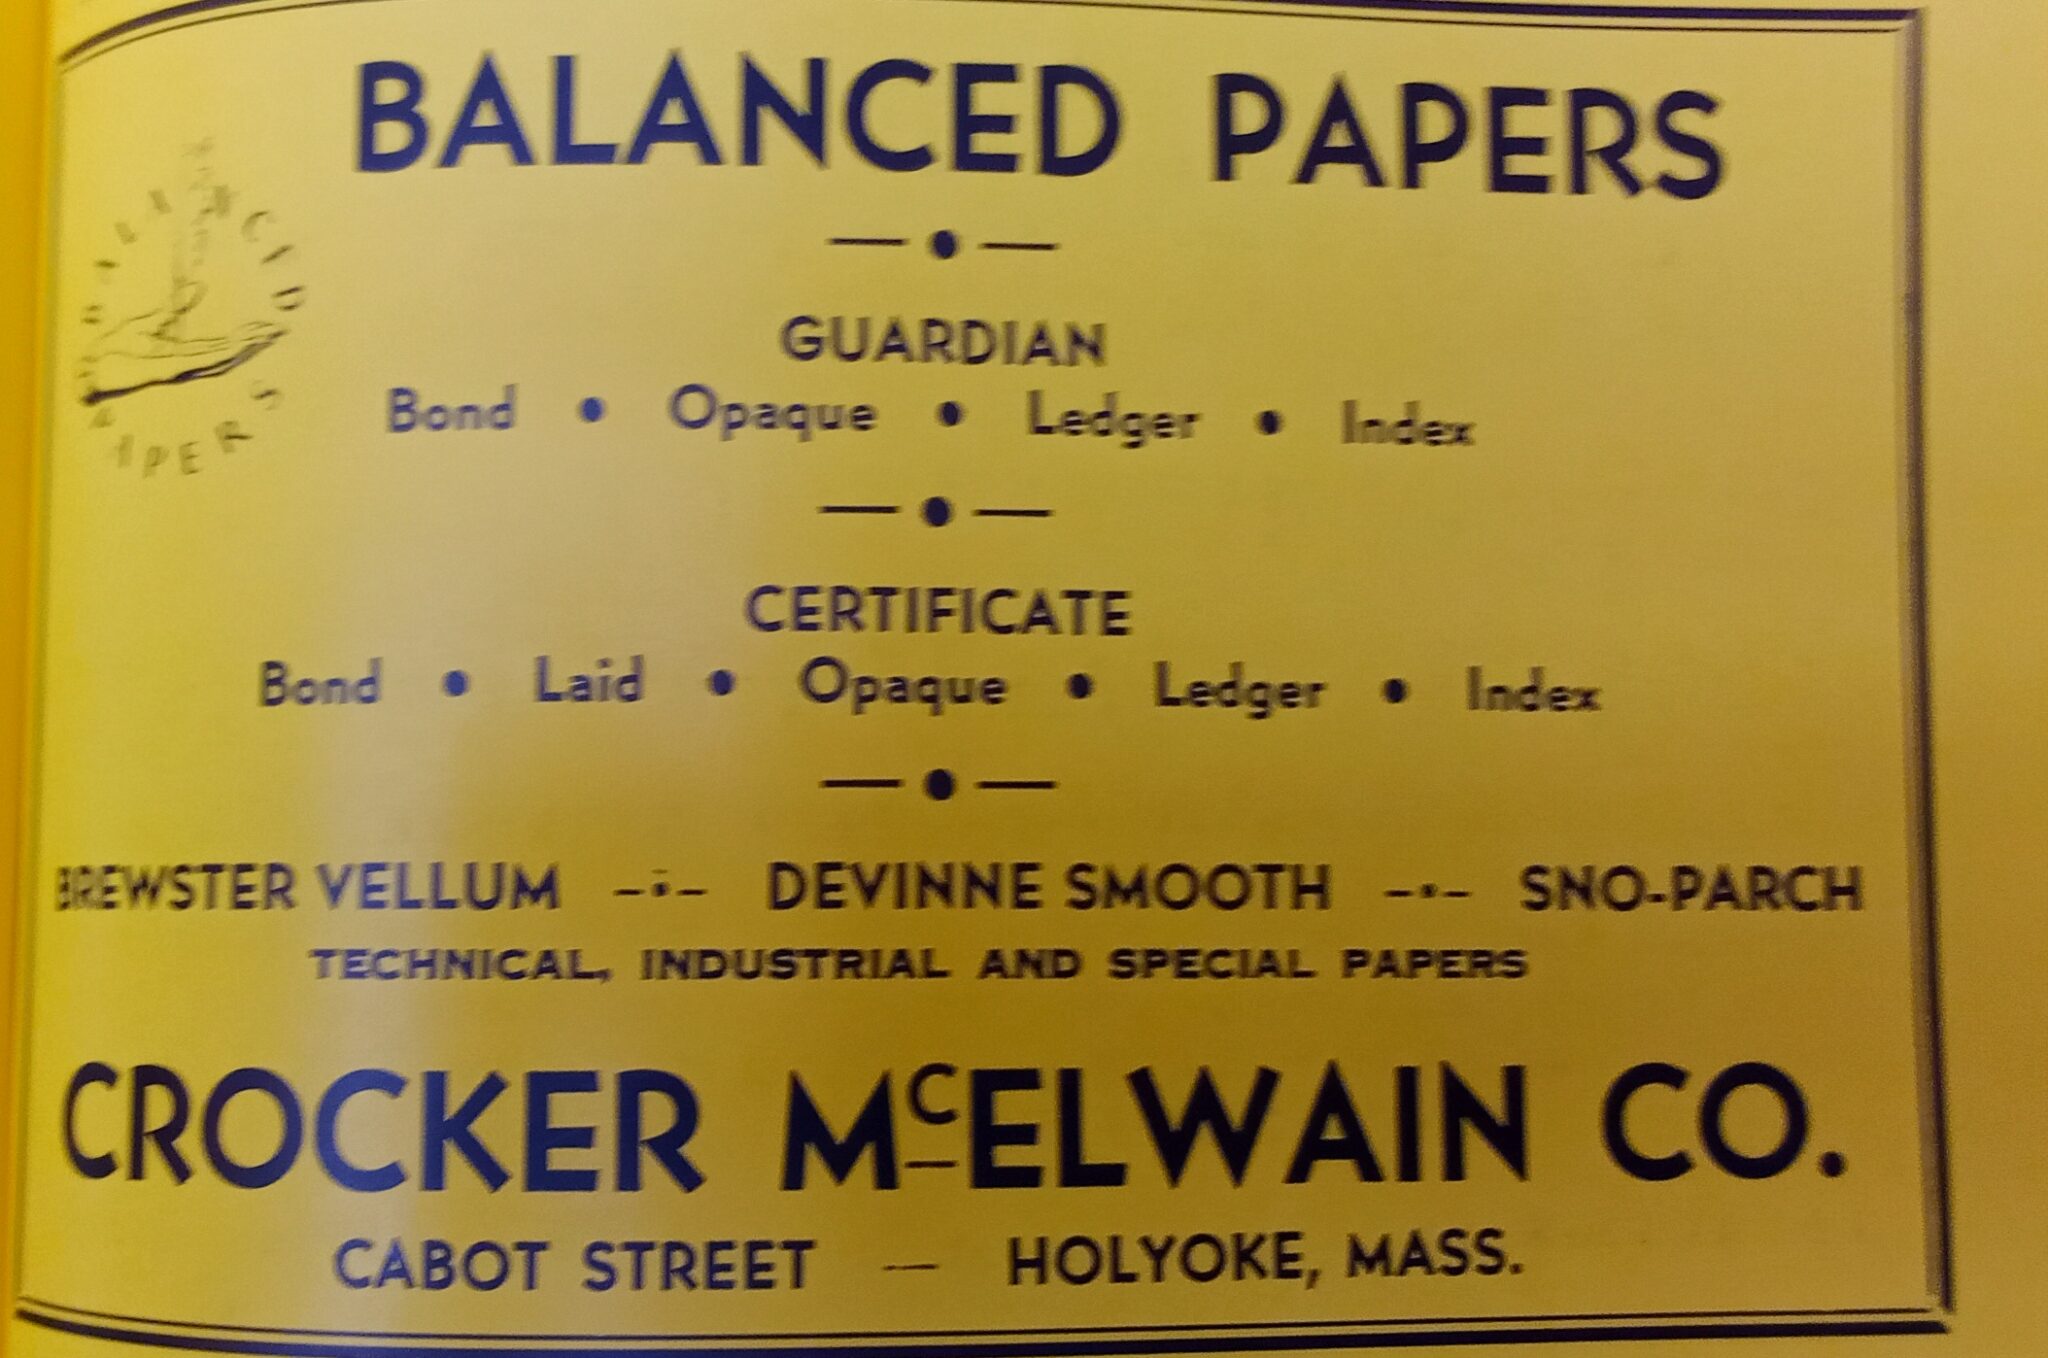 BALANCED PAPERS
— • —
GUARDIAN
Bond • Opaque • Ledger • Index
— • —
CERTIFICATE
Bond • Laid • Opaque • Ledger • Index
— • —
BREWSTER VELLUM –•– DEVINNE SMOOTH –•– SNO-PARCH
TECHNICAL, INDUSTRIAL AND SPECIAL PAPERS
CROCKER McELWAIN CO.
CABOT STREET — HOLYOKE, MASS.